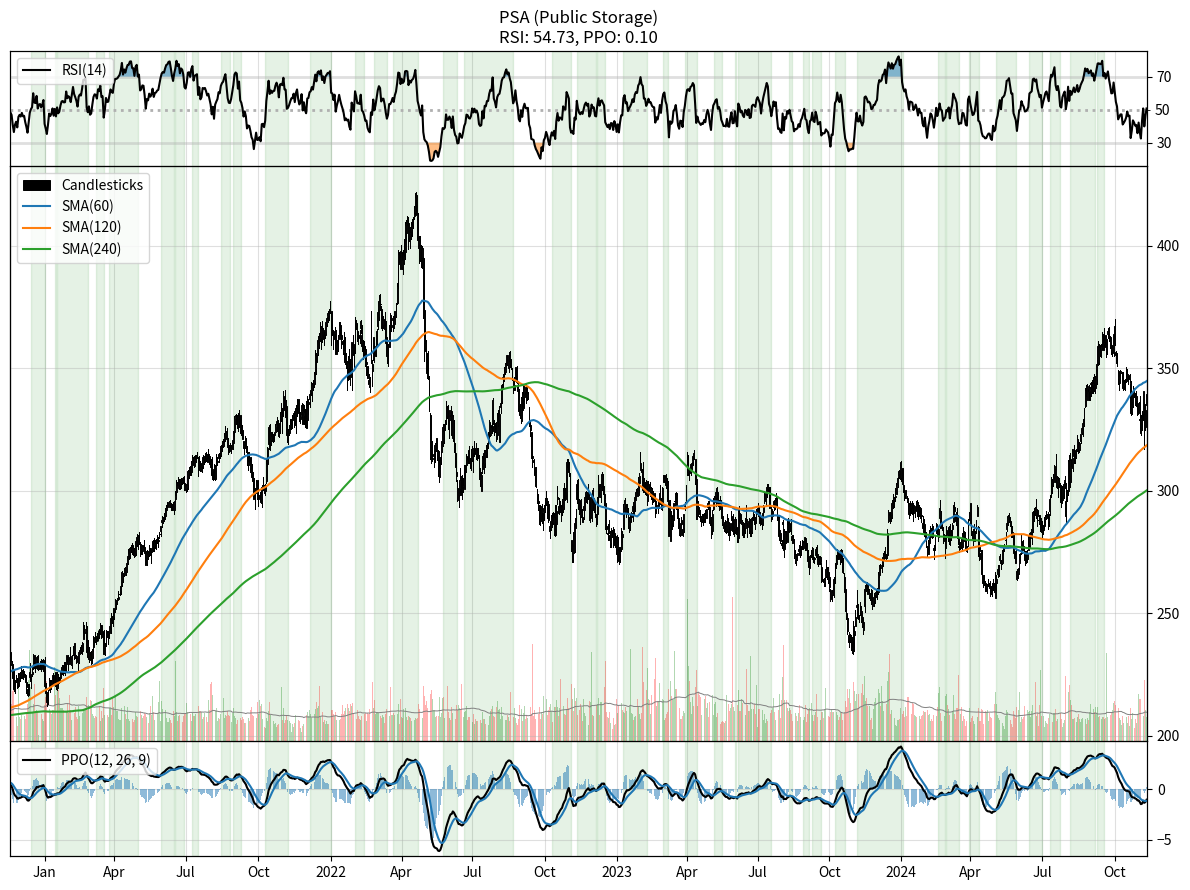 PSA (Public Storage)
RSI: 54.73, PPO: 0.10
RSI(14)
70
50
30
Candlesticks
SMA(60)
SMA(120)
SMA(240)
400
350
300
250
200
PPO(12, 26, 9)
0
−5
Jan Apr Jul Oct 2022 Apr Jul Oct 2023 Apr Jul Oct 2024 Apr Jul Oct